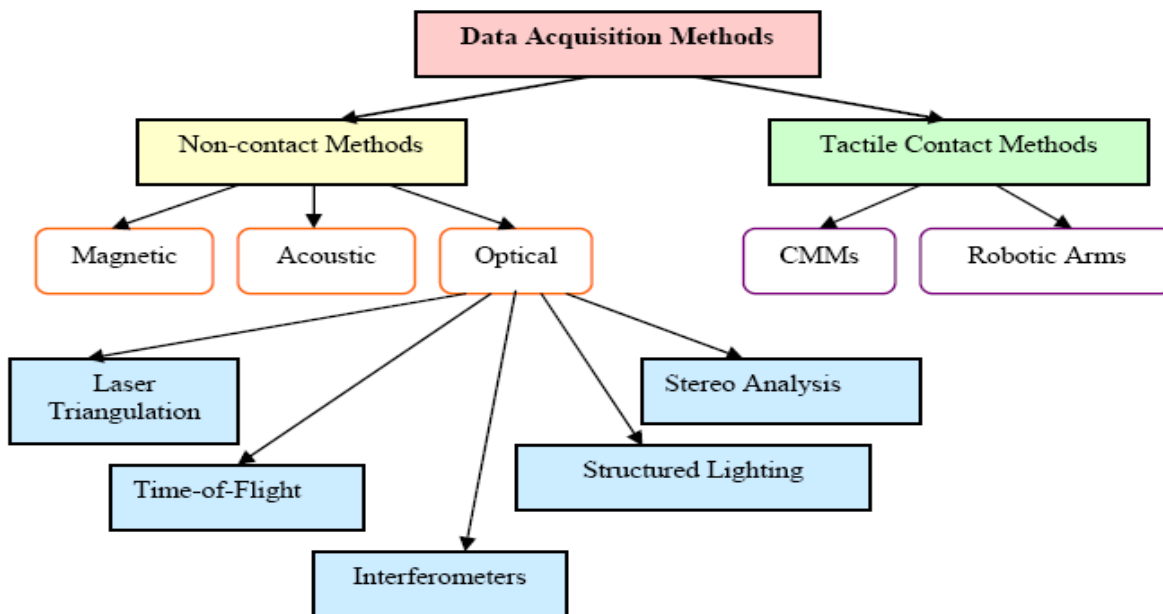 Data Acquisition Methods
Non-contact Methods
Tactile Contact Methods
Magnetic
Acoustic
Optical
CMMs
Robotic Arms
Laser
Triangulation
Stereo Analysis
Time-of-Flight
Structured Lighting
Interferometers